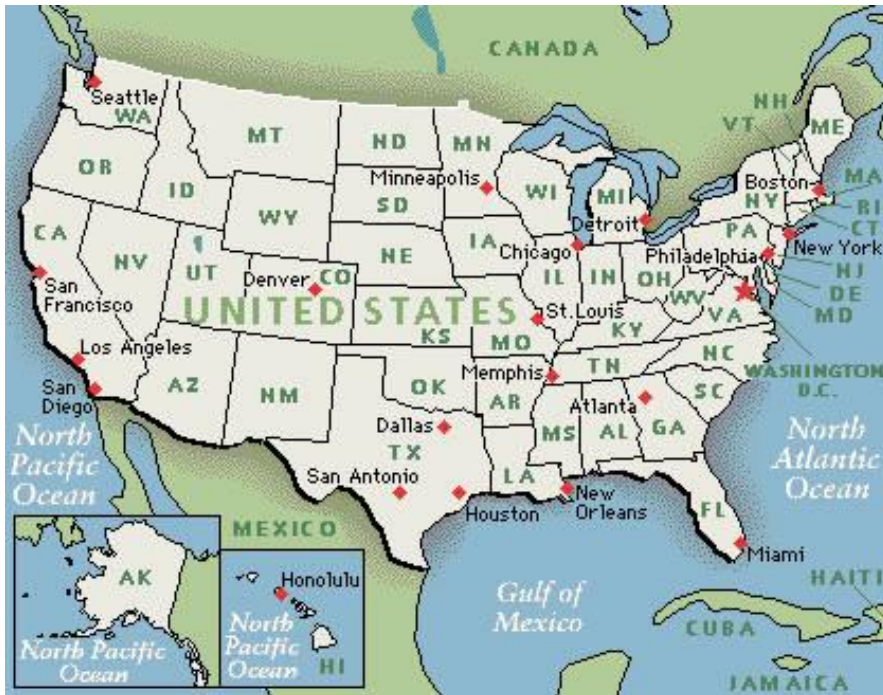 CANADA
NH
VT
ME
Seattle
WA
MT
ND
MN
OR
ID
Minneapolis
WI
MI
Boston
MA
NY
RI
CT
SD
WY
CA
NV
UT
Denver
CO
NE
IA
Chicago
Detroit
PA
Philadelphia
New York
NJ
DE
MD
IL
IN
OH
WV
VA
San
Francisco
UNITED STATES
KS
St.Louis
MO
KY
Los Angeles
Memphis
TN
NC
WASHINGTON
D.C.
San
Diego
AZ
NM
OK
AR
Atlanta
SC
Dallas
TX
MS
AL
GA
North
Pacific
Ocean
North
Atlantic
Ocean
San Antonio
Houston
LA
New
Orleans
FL
MEXICO
Miami
AK
North Pacific
Ocean
Honolulu
North
Pacific
Ocean
HI
Gulf of
Mexico
HAITI
CUBA
JAMAICA